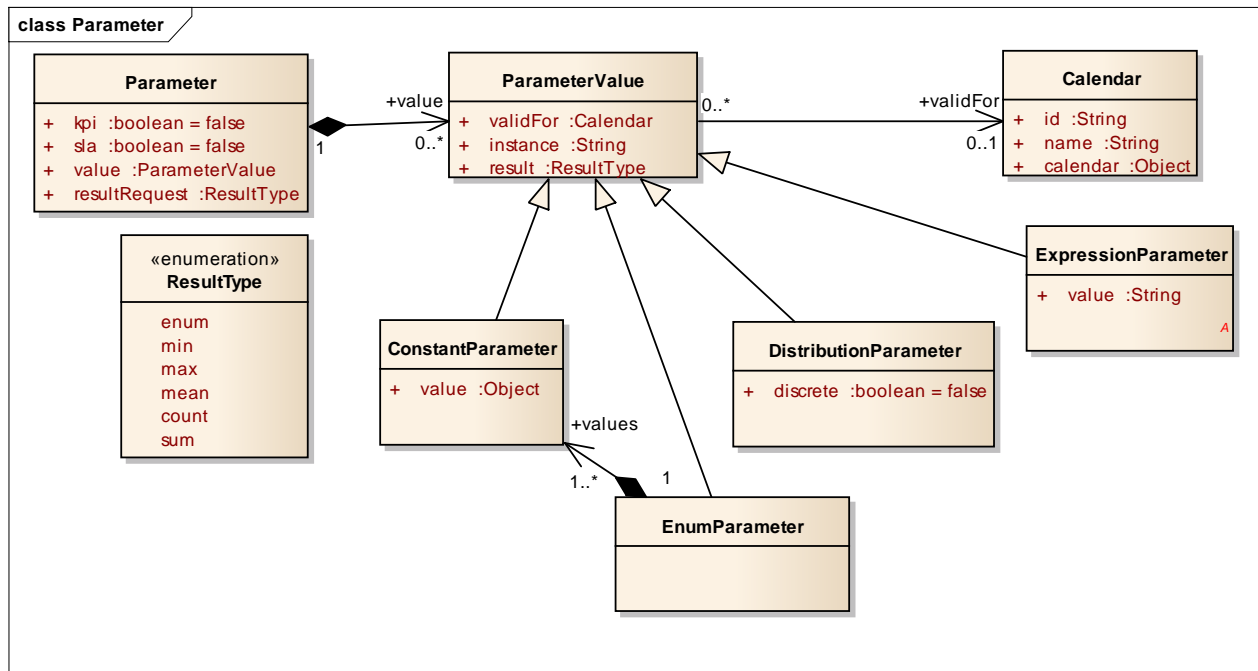 class Parameter
Parameter
+ kpi :boolean = false
+ sla :boolean = false
+ value :ParameterValue
+ resultRequest :ResultType
1
+value
0..*
ParameterValue
+ validFor :Calendar
+ instance :String
+ result :ResultType
0..*
+validFor
0..1
Calendar
+ id :String
+ name :String
+ calendar :Object
«enumeration»
ResultType
enum
min
max
mean
count
sum
ConstantParameter
+ value :Object
DistributionParameter
+ discrete :boolean = false
ExpressionParameter
+ value :String
A
+values
1..*
1
EnumParameter